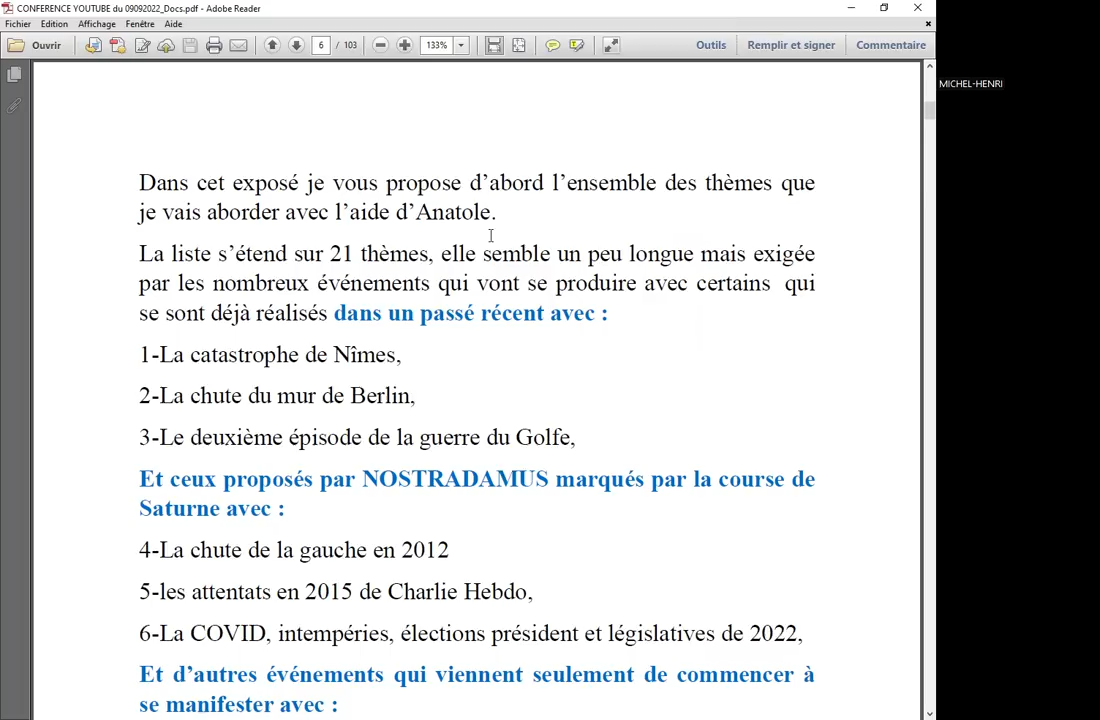 CONFERENCE YOUTUBE du 09092022_Docs.pdf - Adobe Reader
Fichier Edition Affichage Fenêtre Aide
Ouvrir 6 / 103 133% Outils Remplir et signer Commentaire
MICHEL-HENRI
Dans cet exposé je vous propose d’abord l’ensemble des thèmes que
je vais aborder avec l’aide d’Anatole.
La liste s’étend sur 21 thèmes, elle semble un peu longue mais exigée
par les nombreux événements qui vont se produire avec certains qui
se sont déjà réalisés dans un passé récent avec :
1-La catastrophe de Nîmes,
2-La chute du mur de Berlin,
3-Le deuxième épisode de la guerre du Golfe,
Et ceux proposés par NOSTRADAMUS marqués par la course de
Saturne avec :
4-La chute de la gauche en 2012
5-les attentats en 2015 de Charlie Hebdo,
6-La COVID, intempéries, élections président et législatives de 2022,
Et d’autres événements qui viennent seulement de commencer à
se manifester avec :